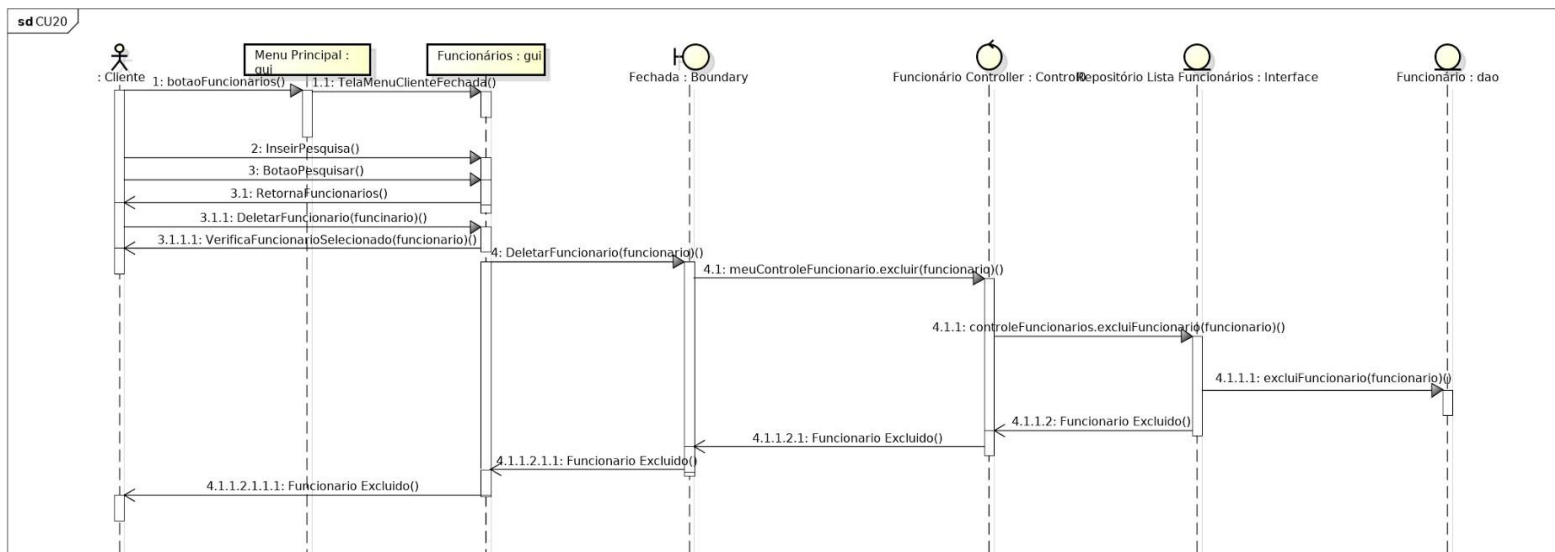 sd CU20
: Cliente
Menu Principal :
gui
Funcionários : gui
Fechada : Boundary
Funcionário Controller : Control
Repositório Lista Funcionários : Interface
Funcionário : dao
1: botaoFuncionarios()
1.1: TelaMenuClienteFechada()
2: InseirPesquisa()
3: BotaoPesquisar()
3.1: RetornaFuncionarios()
3.1.1: DeletarFuncionario(funcinario)()
3.1.1.1: VerificaFuncionarioSelecionado(funcionario)()
4: DeletarFuncionario(funcionario)()
4.1: meuControleFuncionario.excluir(funcionario)()
4.1.1: controleFuncionarios.excluiFuncionario(funcionario)()
4.1.1.1: excluiFuncionario(funcionario)()
4.1.1.2: Funcionario Excluido()
4.1.1.2.1: Funcionario Excluido()
4.1.1.2.1.1: Funcionario Excluido()
4.1.1.2.1.1.1: Funcionario Excluido()